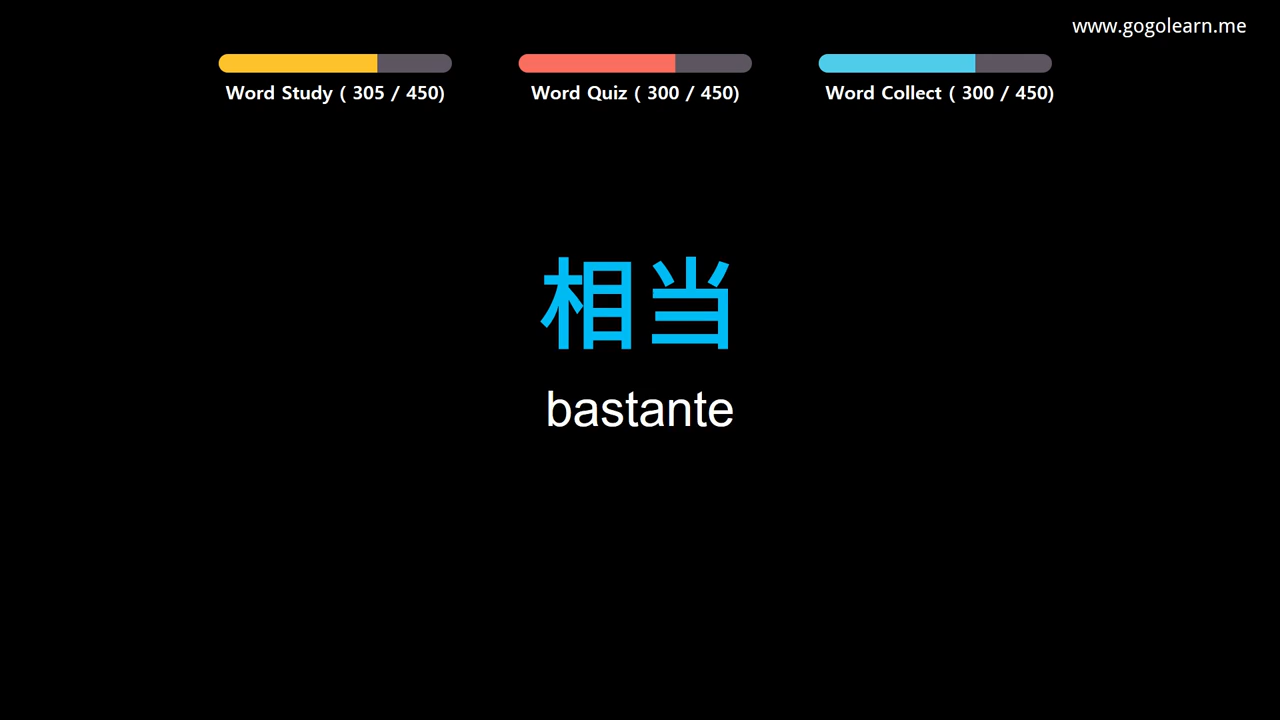 www.gogolearn.me
Word Study ( 305 / 450)
Word Quiz ( 300 / 450)
Word Collect ( 300 / 450)
相当
bastante